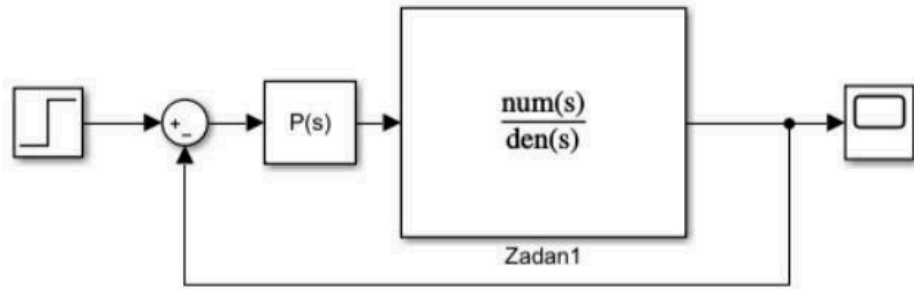 +
−
P(s)
num(s)
den(s)
Zadan1